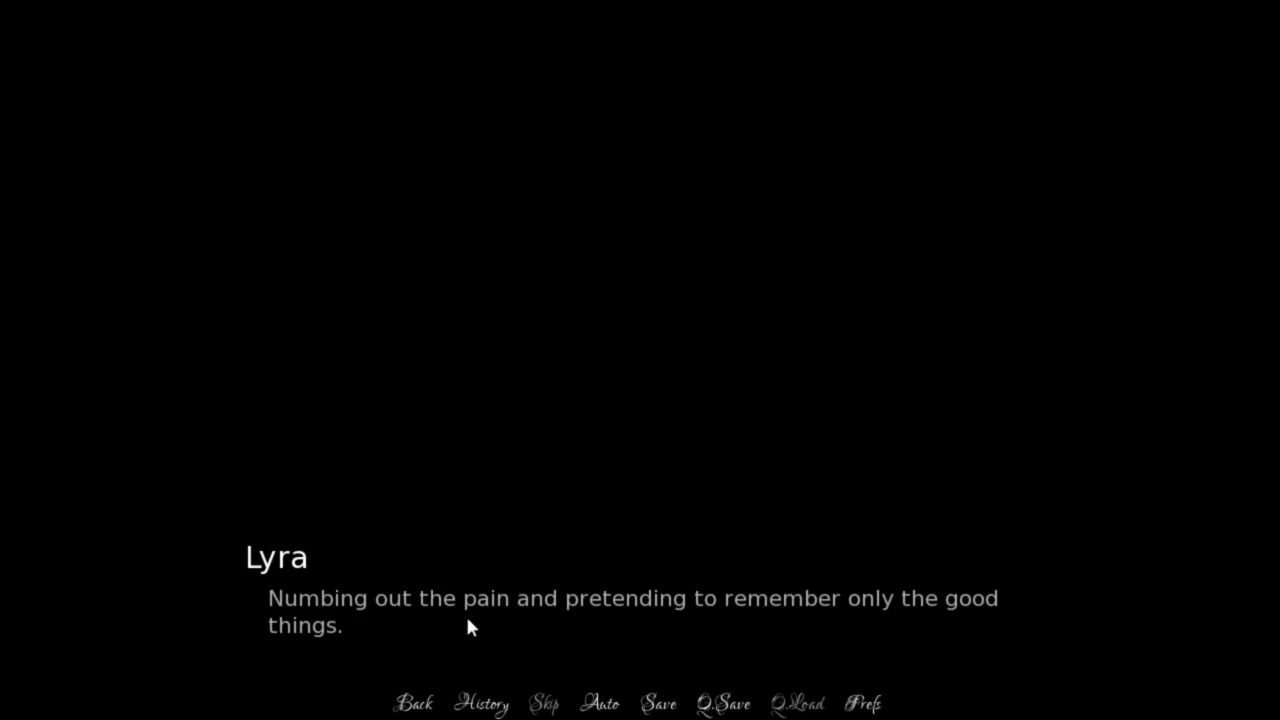 Lyra
Numbing out the pain and pretending to remember only the good
things.
Back History Skip Auto Save Q.Save Q.Load Prefs